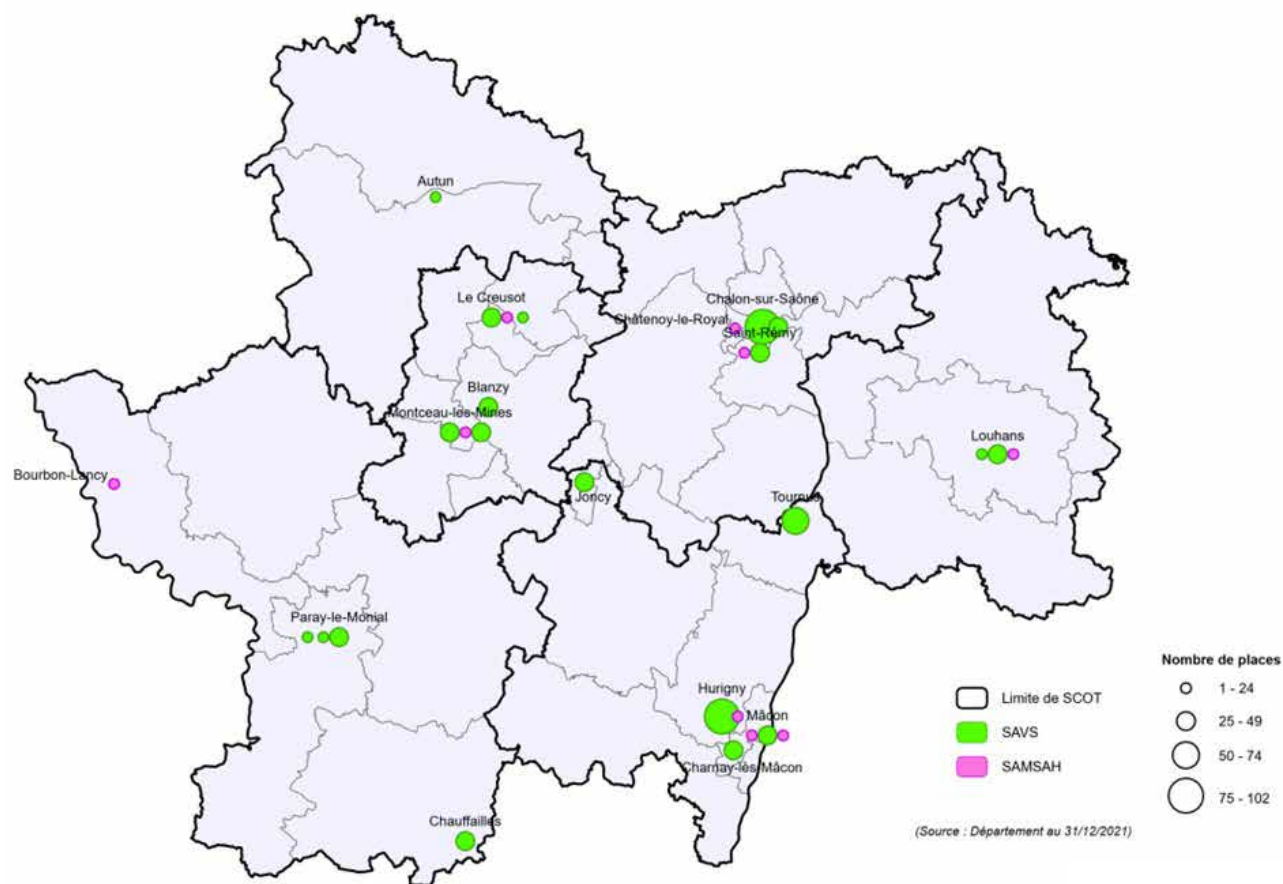 Autun
Le Creusot
Chalon-sur-Saône
Châtenoy-le-Royal
Saint-Rémy
Blanzy
Montceau-les-Mines
Louhans
Bourbon-Lancy
Joncy
Tournus
Paray-le-Monial
Hurigny
Mâcon
Charnay-lès-Mâcon
Chauffailles
Limite de SCOT
SAVS
SAMSAH
Nombre de places
1 - 24
25 - 49
50 - 74
75 - 102
(Source : Département au 31/12/2021)